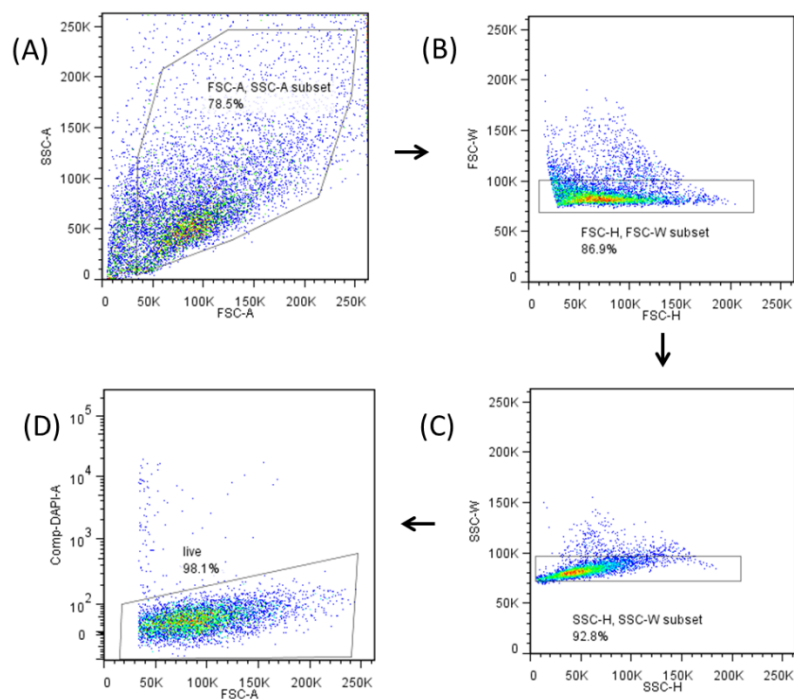 (A)
250K
200K
150K
100K
50K
0
SSC-A
FSC-A, SSC-A subset
78.5%
0 50K 100K 150K 200K 250K
FSC-A
(B)
250K
200K
150K
100K
50K
0
FSC-W
FSC-H, FSC-W subset
86.9%
0 50K 100K 150K 200K 250K
FSC-H
(D)
10^5
10^4
10^3
10^2
0
Comp-DAPI-A
live
98.1%
0 50K 100K 150K 200K 250K
FSC-A
(C)
250K
200K
150K
100K
50K
0
SSC-W
SSC-H, SSC-W subset
92.8%
0 50K 100K 150K 200K 250K
SSC-H